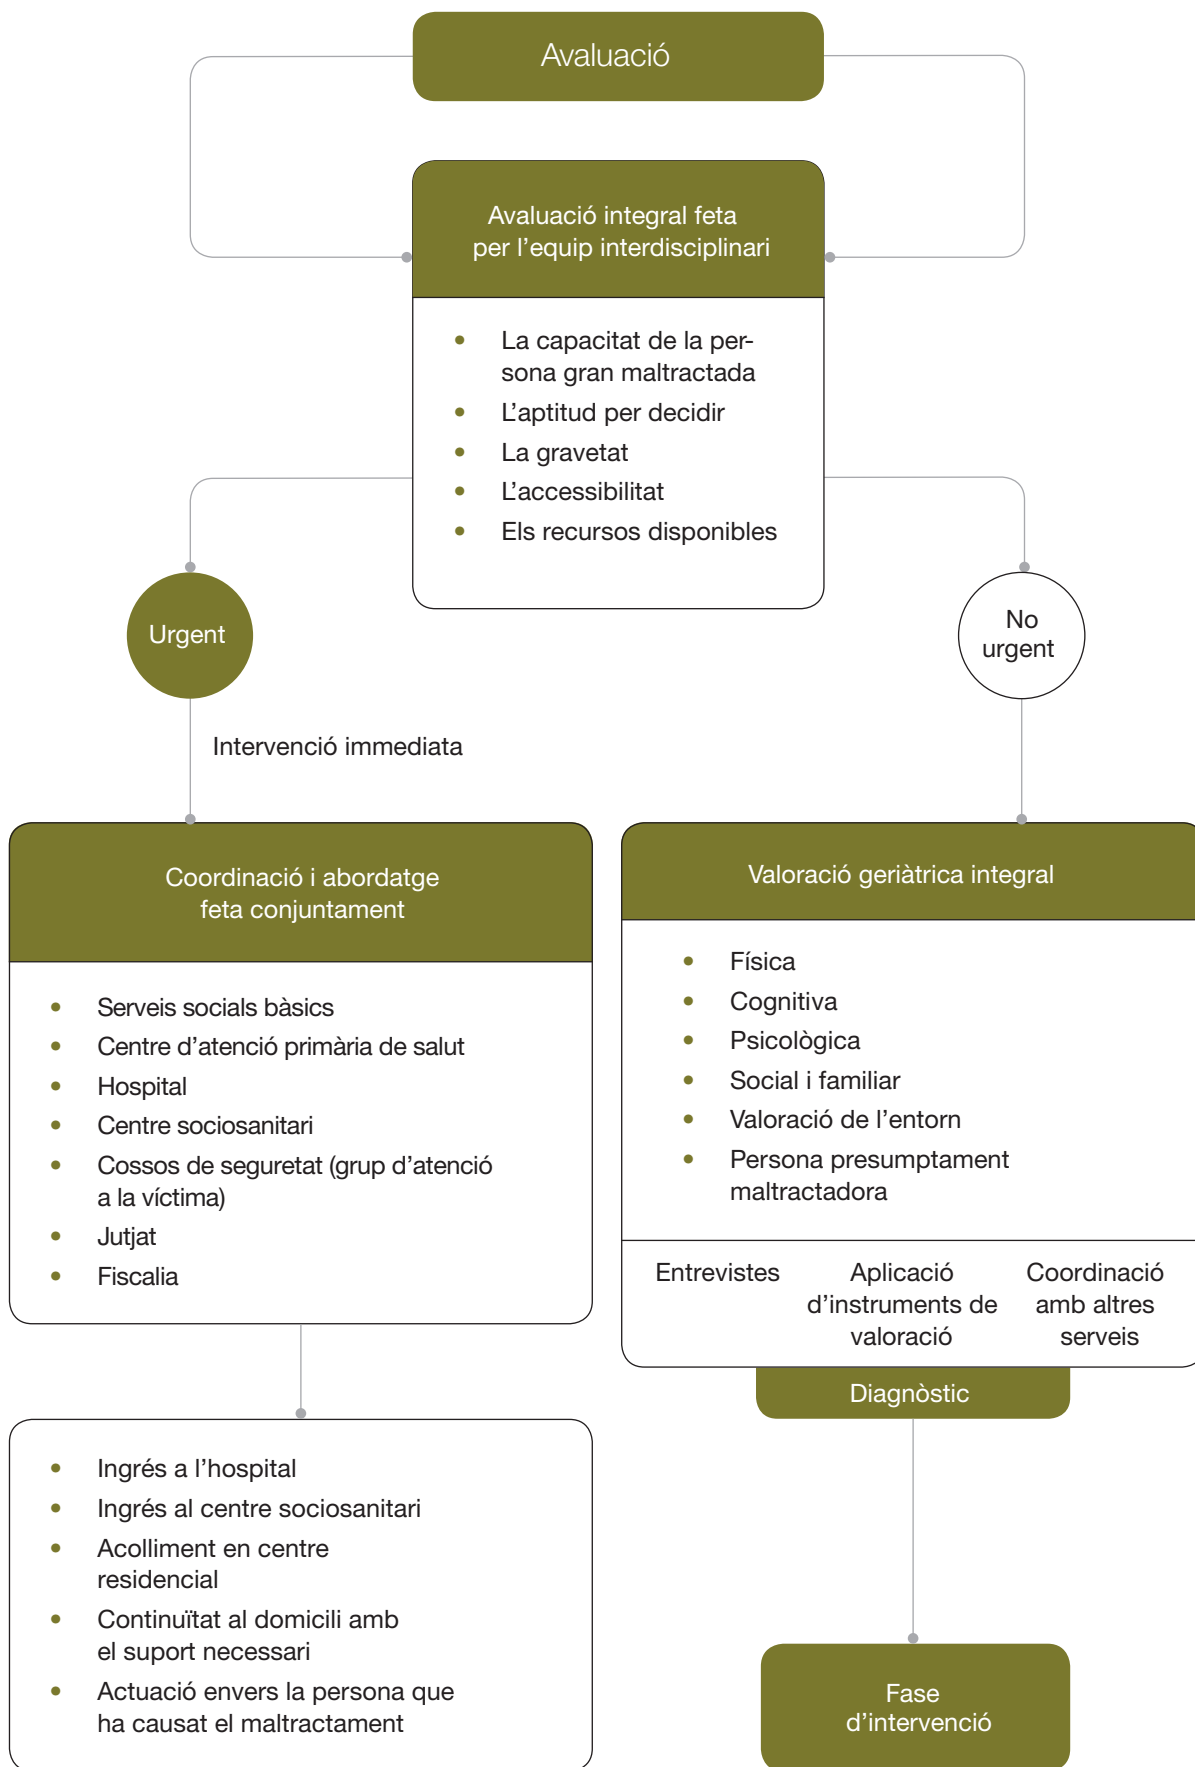 Avaluació
Avaluació integral feta
per l’equip interdisciplinari
• La capacitat de la per-
sona gran maltractada
• L’aptitud per decidir
• La gravetat
• L’accessibilitat
• Els recursos disponibles
Urgent
No
urgent
Intervenció immediata
Coordinació i abordatge
feta conjuntament
• Serveis socials bàsics
• Centre d’atenció primària de salut
• Hospital
• Centre sociosanitari
• Cossos de seguretat (grup d’atenció
a la víctima)
• Jutjat
• Fiscalia
• Ingrés a l’hospital
• Ingrés al centre sociosanitari
• Acolliment en centre
residencial
• Continuïtat al domicili amb
el suport necessari
• Actuació envers la persona que
ha causat el maltractament
Valoració geriàtrica integral
• Física
• Cognitiva
• Psicològica
• Social i familiar
• Valoració de l’entorn
• Persona presumptament
maltractadora
Entrevistes
Aplicació
d’instruments de
valoració
Coordinació
amb altres
serveis
Diagnòstic
Fase
d’intervenció